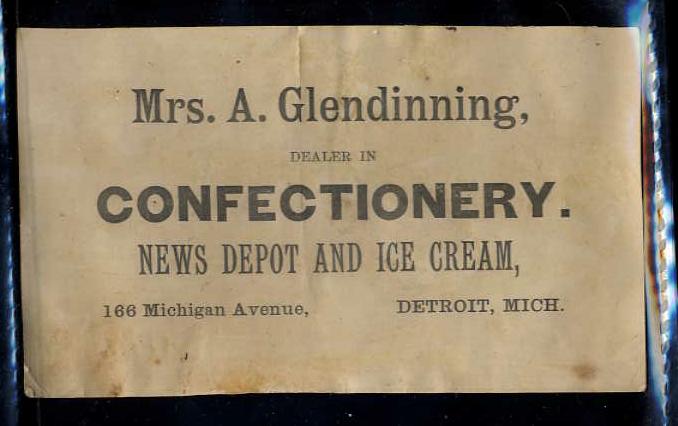 Mrs. A. Glendinning,
DEALER IN
CONFECTIONERY.
NEWS DEPOT AND ICE CREAM,
166 Michigan Avenue, DETROIT, MICH.